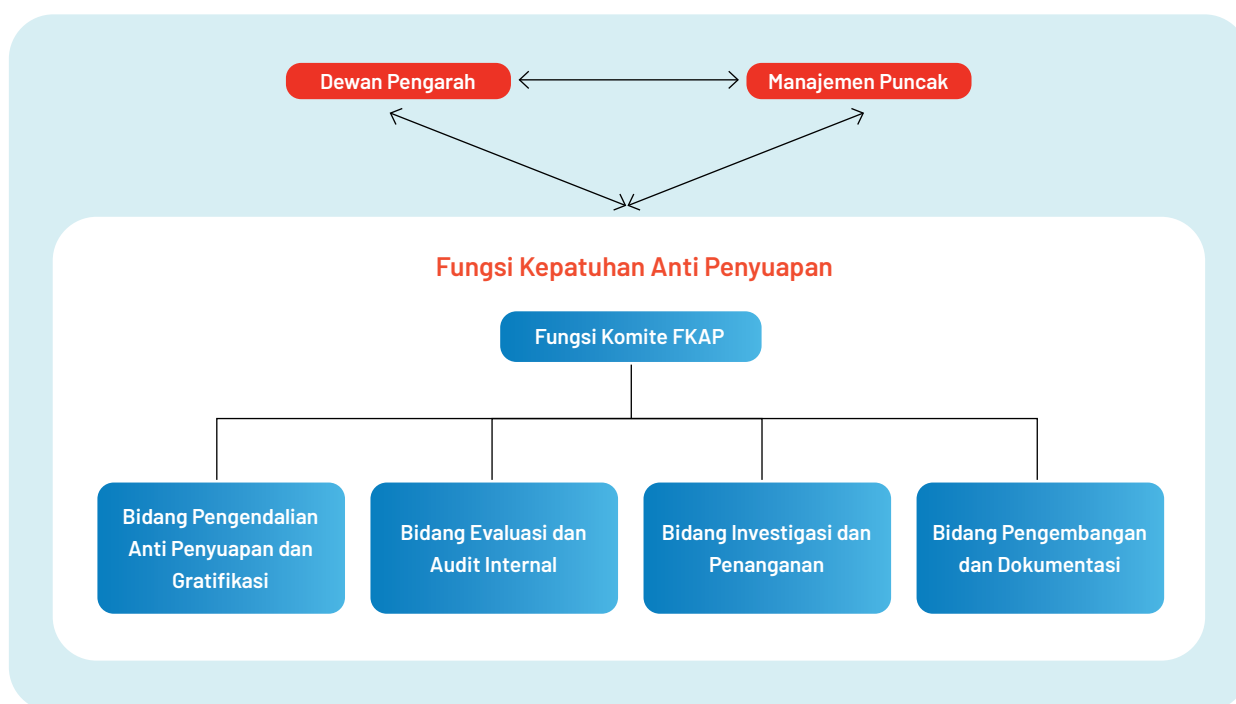 Dewan Pengarah
Manajemen Puncak
Fungsi Kepatuhan Anti Penyuapan
Fungsi Komite FKAP
Bidang Pengendalian
Anti Penyuapan dan
Gratifikasi
Bidang Evaluasi dan
Audit Internal
Bidang Investigasi dan
Penanganan
Bidang Pengembangan
dan Dokumentasi